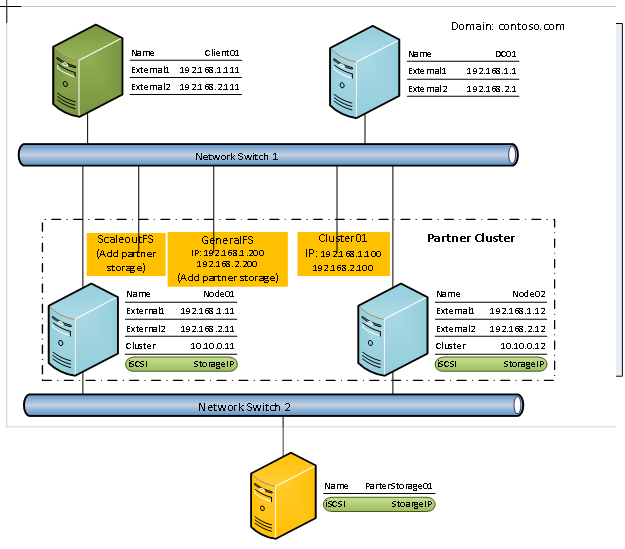 Domain: contoso.com
Name Client01
External1 192.168.1.111
External2 192.168.2.111
Name DC01
External1 192.168.1.1
External2 192.168.2.1
Network Switch 1
ScaleoutFS
(Add partner
storage)
GeneralFS
IP: 192.168.1.200
192.168.2.200
(Add partner storage)
Cluster01
IP: 192.168.1.100
192.168.2.100
Partner Cluster
Name Node01
External1 192.168.1.11
External2 192.168.2.11
Cluster 10.10.0.11
iSCSI StorageIP
Name Node02
External1 192.168.1.12
External2 192.168.2.12
Cluster 10.10.0.12
iSCSI StorageIP
Network Switch 2
Name ParterStorage01
iSCSI StoargeIP